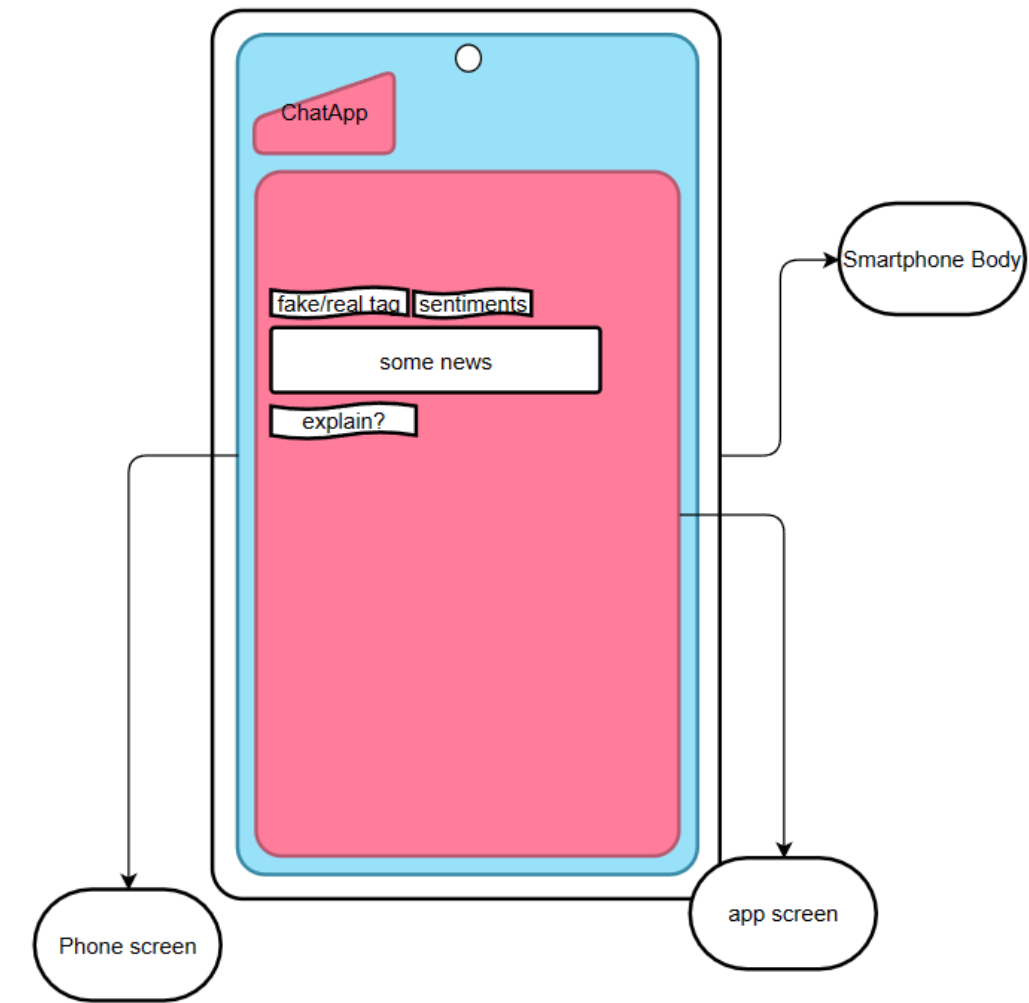 ChatApp
Smartphone Body
fake/real tag
sentiments
some news
explain?
app screen
Phone screen